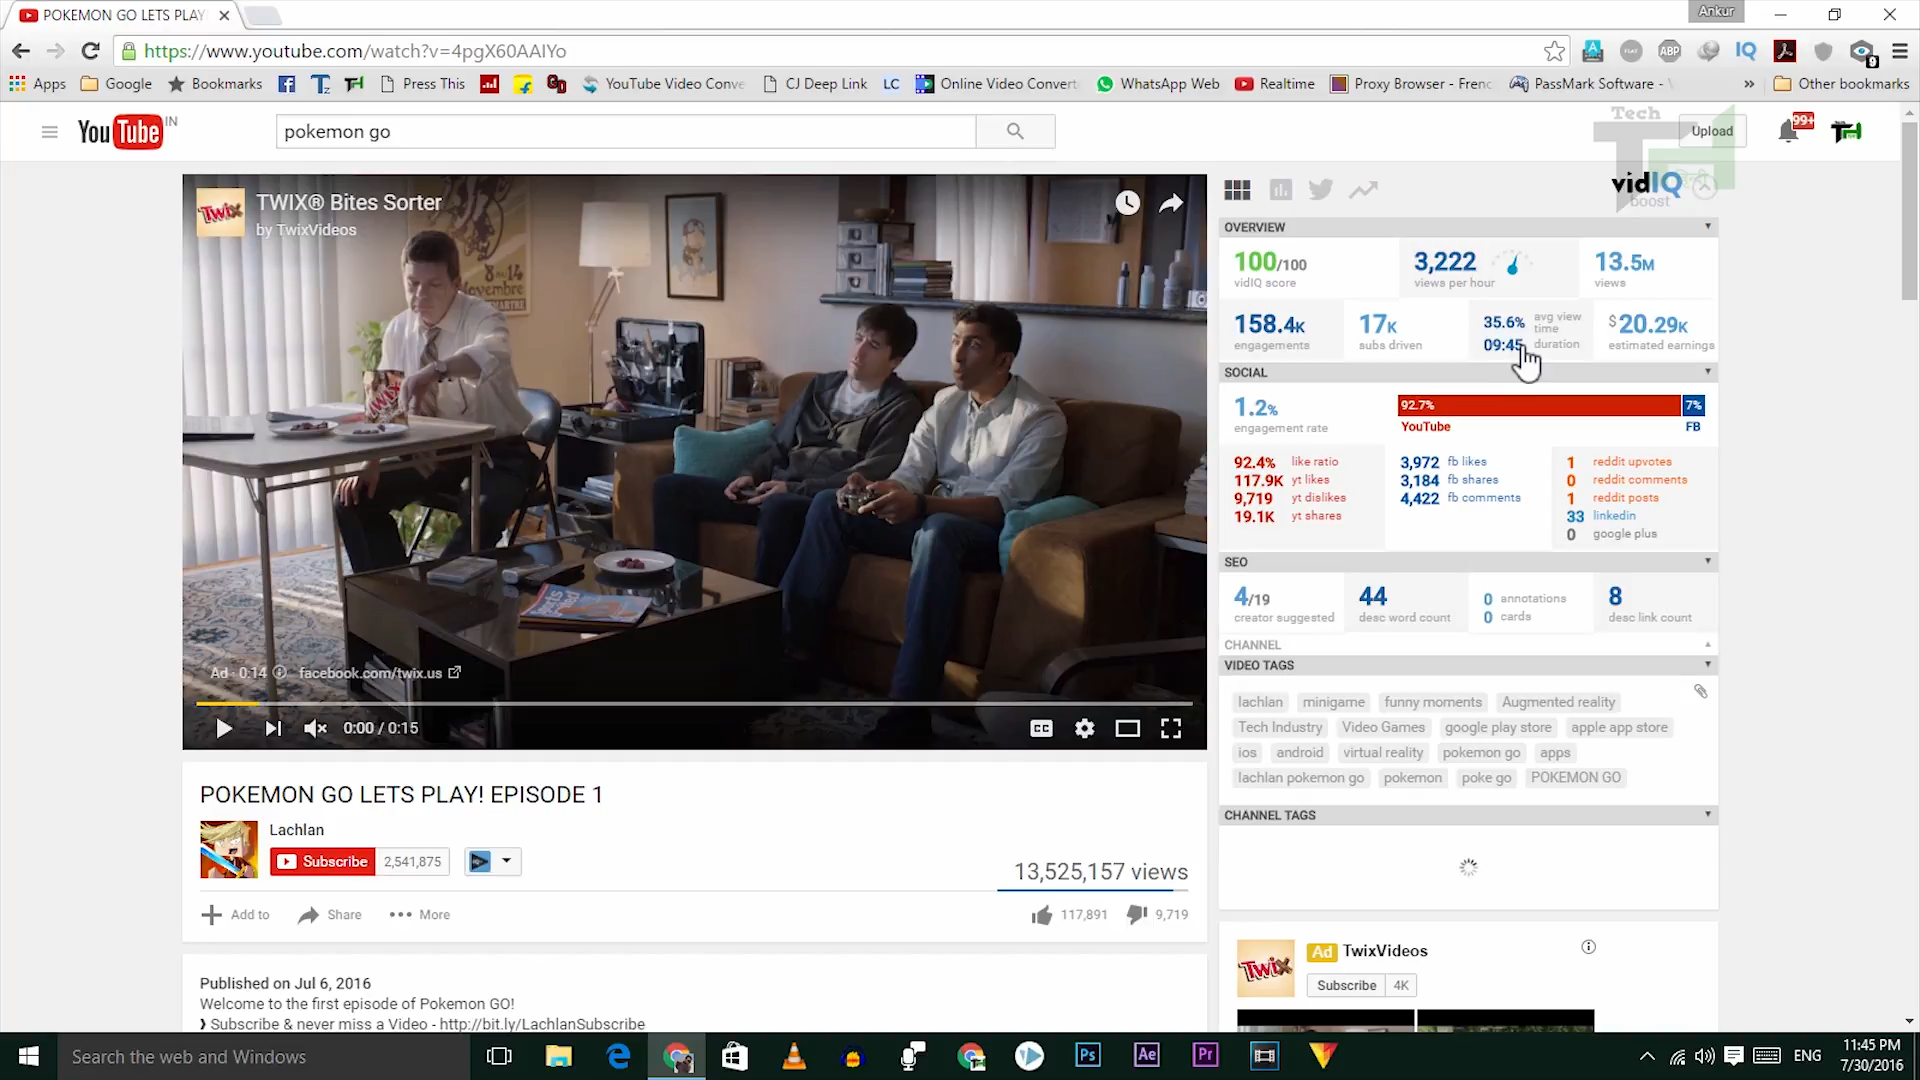 POKEMON GO LETS PLAY
Ankur
https://www.youtube.com/watch?v=4pgX60AAIYo
ABP
IQ
9
Apps
Google
Bookmarks
Press This
YouTube Video Conve
CJ Deep Link
LC
Online Video Convert
WhatsApp Web
Realtime
Proxy Browser - Frenc
PassMark Software - \
»
Other bookmarks
YouTube IN
pokemon go
Tech
Upload
99+
vidIQ
boost
TWIX® Bites Sorter
by TwixVideos
TWIX
OVERVIEW
100/100
vidIQ score
3,222
views per hour
13.5M
views
158.4K
engagements
17K
subs driven
35.6% avg view time
09:45 duration
$20.29K
estimated earnings
SOCIAL
1.2%
engagement rate
92.7%
7%
YouTube
FB
92.4% like ratio
117.9K yt likes
9,719 yt dislikes
19.1K yt shares
3,972 fb likes
3,184 fb shares
4,422 fb comments
1 reddit upvotes
0 reddit comments
1 reddit posts
33 linkedin
0 google plus
SEO
4/19
creator suggested
44
desc word count
0 annotations
0 cards
8
desc link count
CHANNEL
VIDEO TAGS
lachlan minigame funny moments Augmented reality
Tech Industry Video Games google play store apple app store
ios android virtual reality pokemon go apps
lachlan pokemon go pokemon poke go POKEMON GO
CHANNEL TAGS
Ad · 0:14
facebook.com/twix.us
0:00 / 0:15
CC
POKEMON GO LETS PLAY! EPISODE 1
Lachlan
Subscribe 2,541,875
13,525,157 views
Add to
Share
More
117,891
9,719
Published on Jul 6, 2016
Welcome to the first episode of Pokemon GO!
❱ Subscribe & never miss a Video - http://bit.ly/LachlanSubscribe
TWIX
Ad TwixVideos
Subscribe 4K
Search the web and Windows
Ps
Ae
Pr
ENG
11:45 PM
7/30/2016